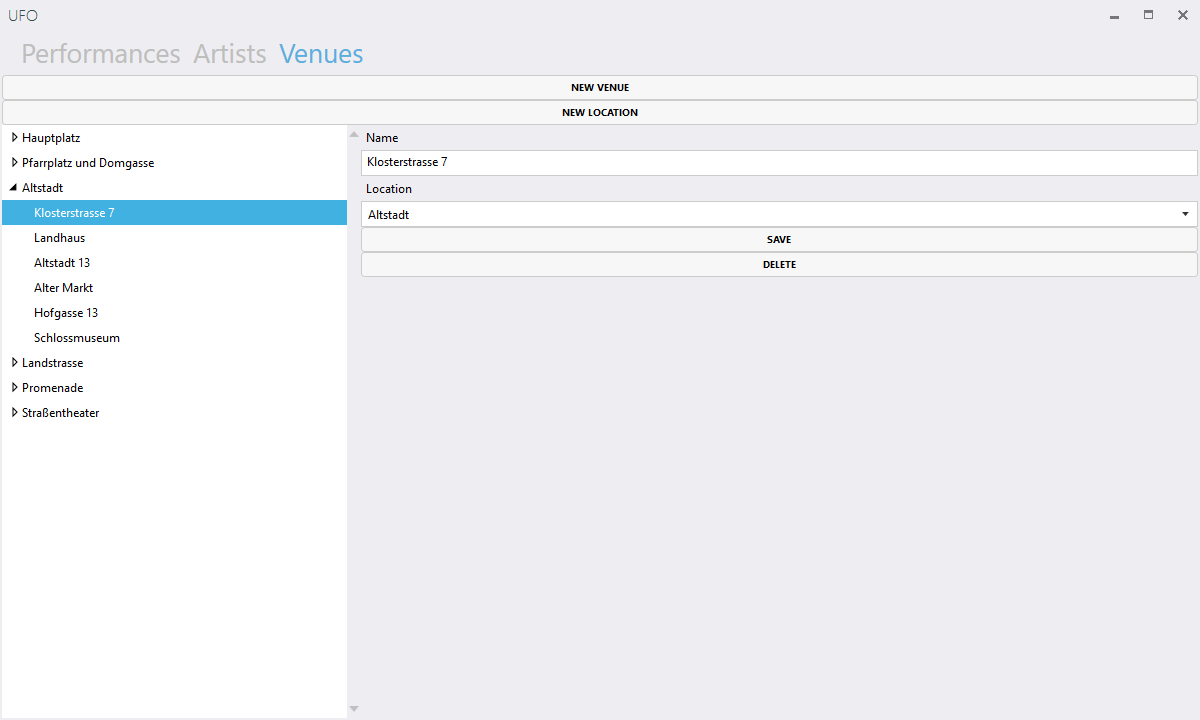 UFO
Performances Artists Venues
NEW VENUE
NEW LOCATION
Hauptplatz
Pfarrplatz und Domgasse
Altstadt
Klosterstrasse 7
Landhaus
Altstadt 13
Alter Markt
Hofgasse 13
Schlossmuseum
Landstrasse
Promenade
Straßentheater
Name
Klosterstrasse 7
Location
Altstadt
SAVE
DELETE